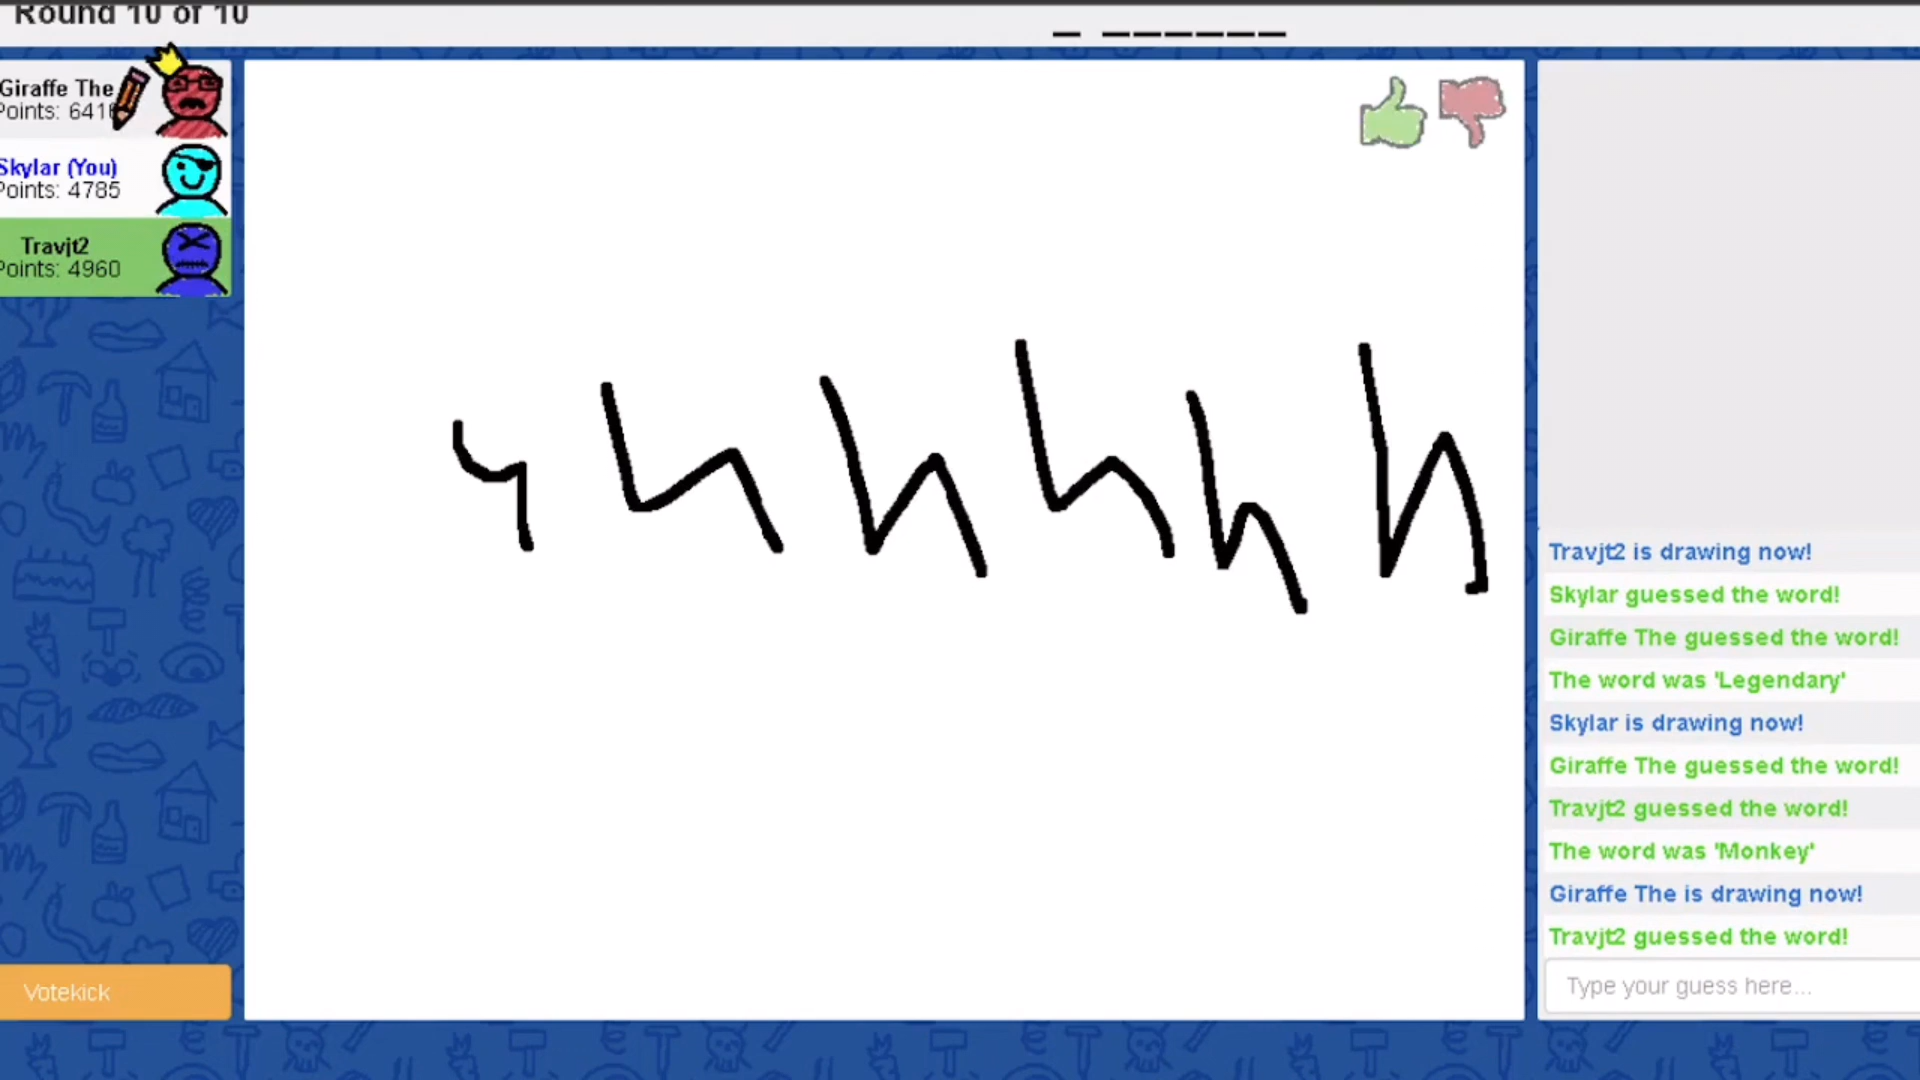 Round 10 of 10
_ ______
Giraffe The
Points: 6416
Skylar (You)
Points: 4785
Travjt2
Points: 4960
Votekick
Travjt2 is drawing now!
Skylar guessed the word!
Giraffe The guessed the word!
The word was 'Legendary'
Skylar is drawing now!
Giraffe The guessed the word!
Travjt2 guessed the word!
The word was 'Monkey'
Giraffe The is drawing now!
Travjt2 guessed the word!
Type your guess here...